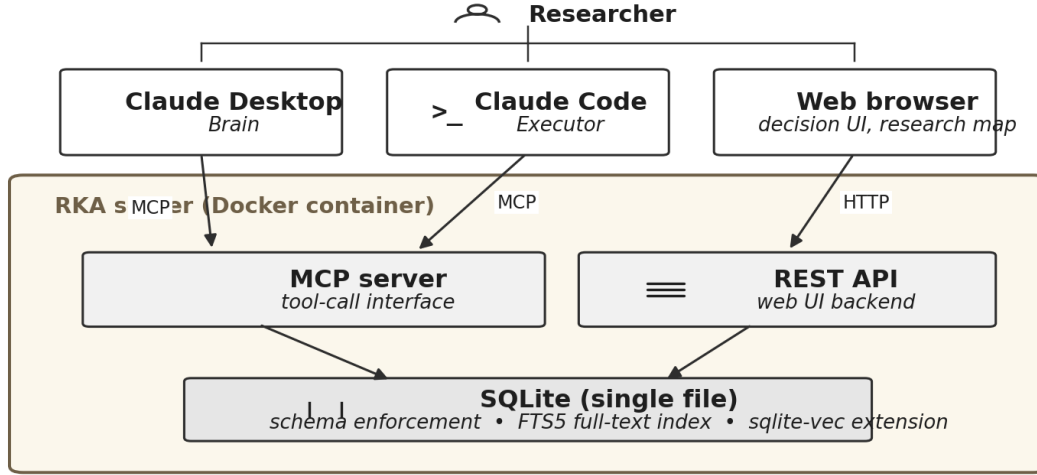 Researcher
Claude Desktop
Brain
>_ Claude Code
Executor
Web browser
decision UI, research map
MCP
MCP
HTTP
RKA s er (Docker container)
MCP server
tool-call interface
REST API
web UI backend
SQLite (single file)
schema enforcement • FTS5 full-text index • sqlite-vec extension